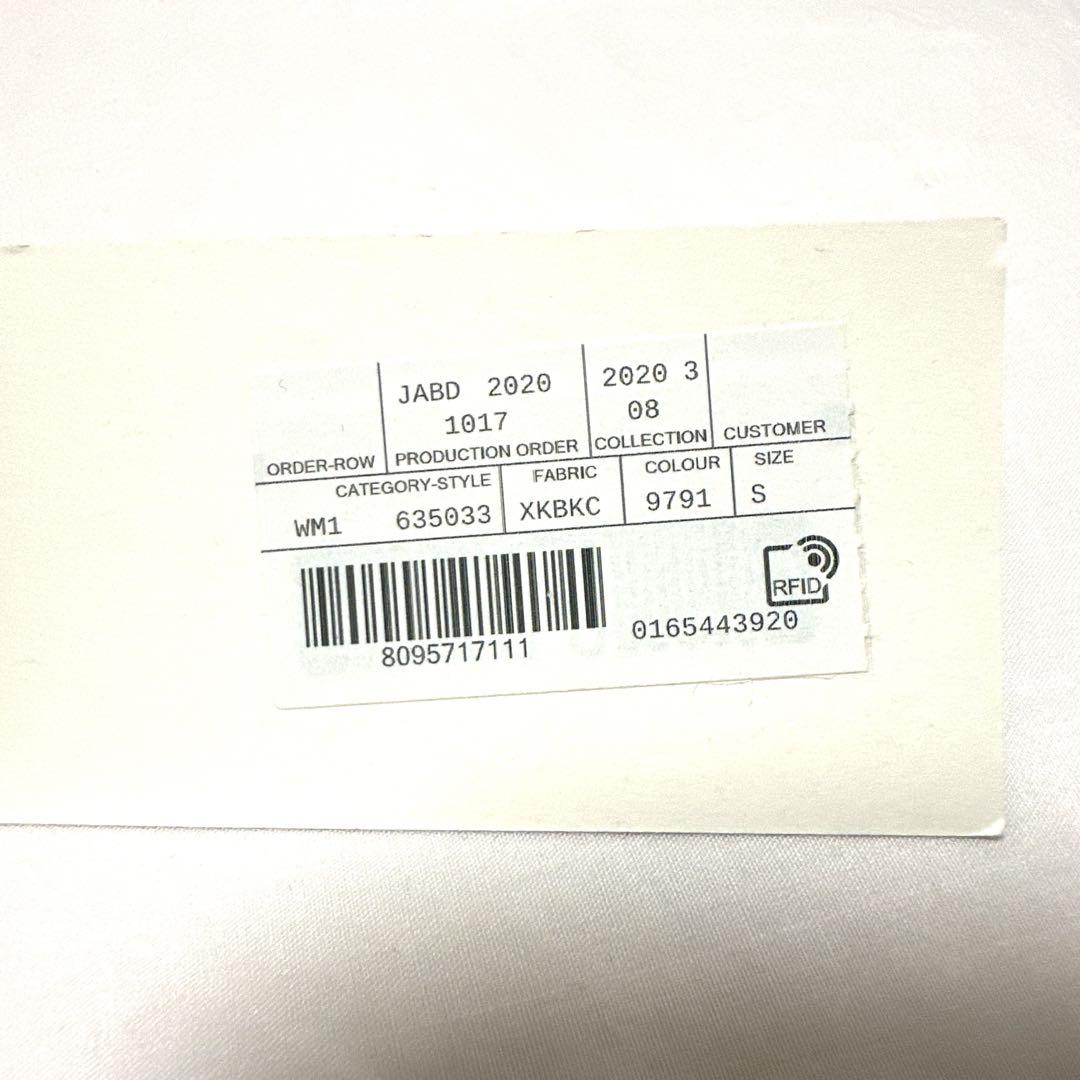 JABD 2020
1017
2020 3
08
ORDER-ROW
PRODUCTION ORDER
COLLECTION
CUSTOMER
CATEGORY-STYLE
FABRIC
COLOUR
SIZE
WM1 635033
XKBKC
9791
S
RFID
8095717111
0165443920